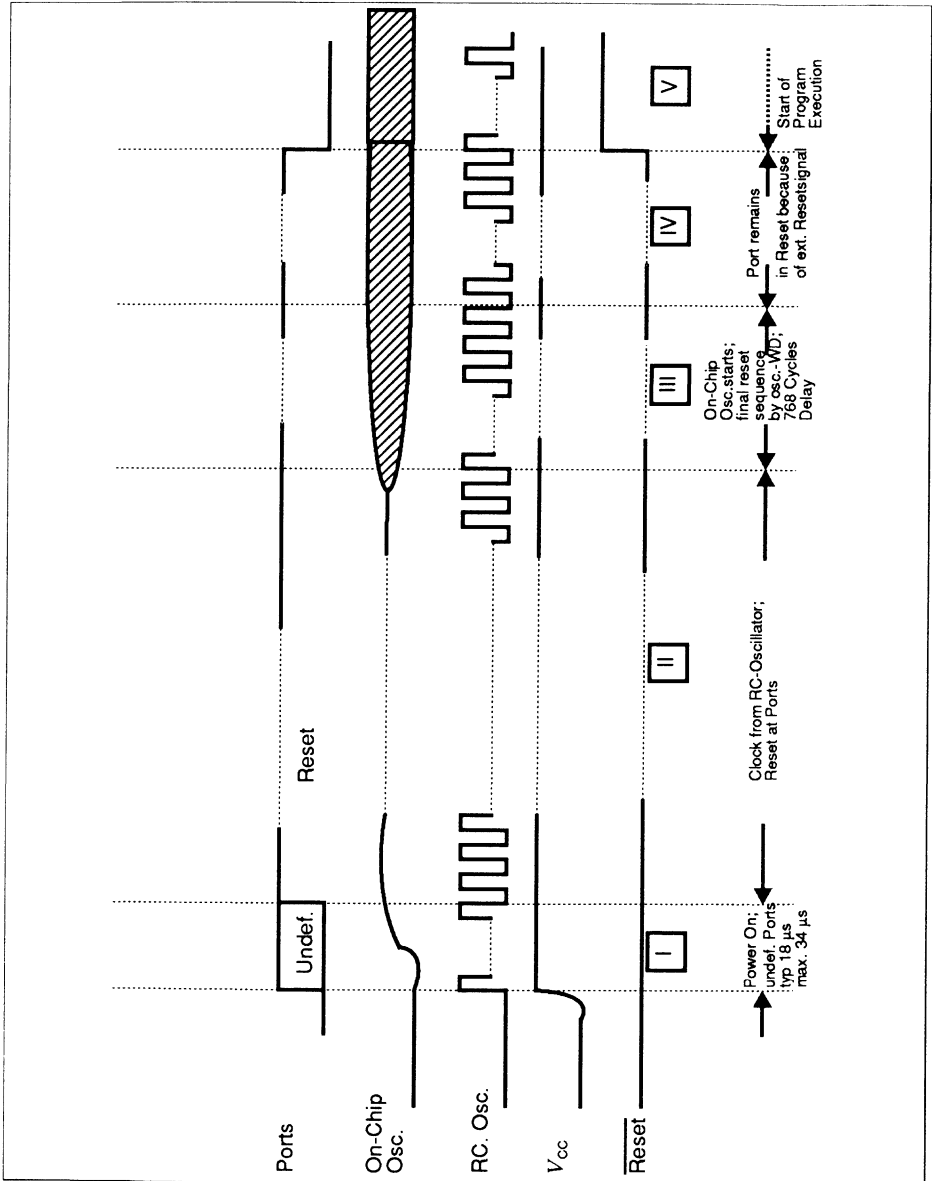 Ports
Undef.
Reset
On-Chip
Osc.
RC. Osc.
Vcc
Reset
I
II
III
IV
V
Power On;
undef. Ports
typ 18 μs
max. 34 μs
Clock from RC-Oscillator;
Reset at Ports
On-Chip
Osc.starts;
final reset
sequence
by osc.-WD;
768 Cycles
Delay
Port remains
in Reset because
of ext. Resetsignal
Start of
Program
Execution